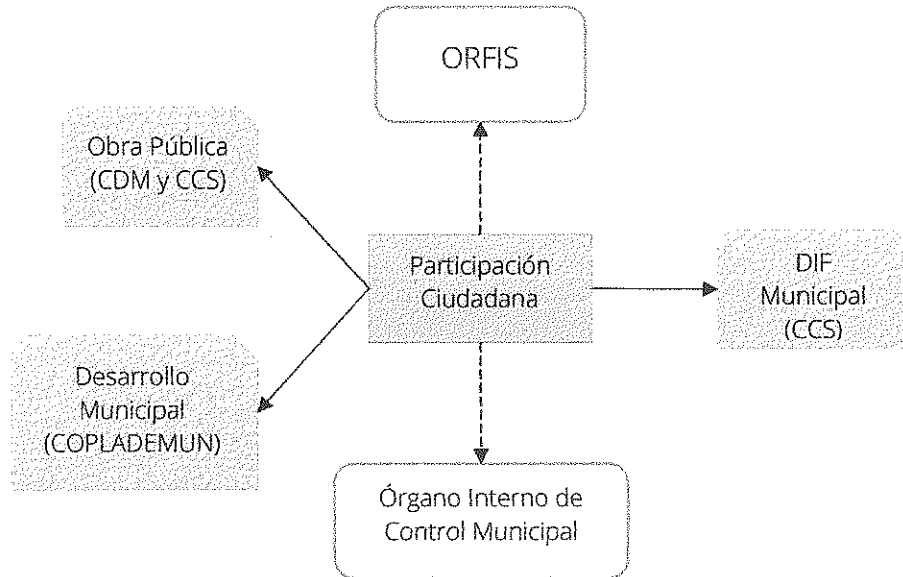 ORFIS
Obra Pública
(CDM y CCS)
Participación
Ciudadana
DIF
Municipal
(CCS)
Desarrollo
Municipal
(COPLADEMUN)
Órgano Interno de
Control Municipal